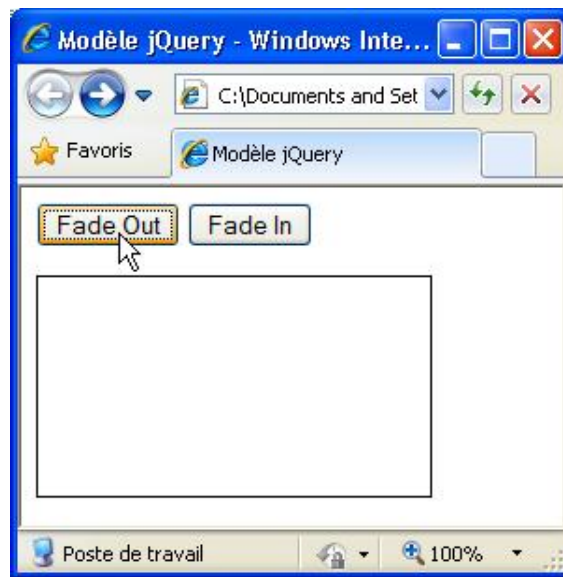 Modèle jQuery - Windows Inte...
C:\Documents and Set
Favoris
Modèle jQuery
Fade Out
Fade In
Poste de travail
100%